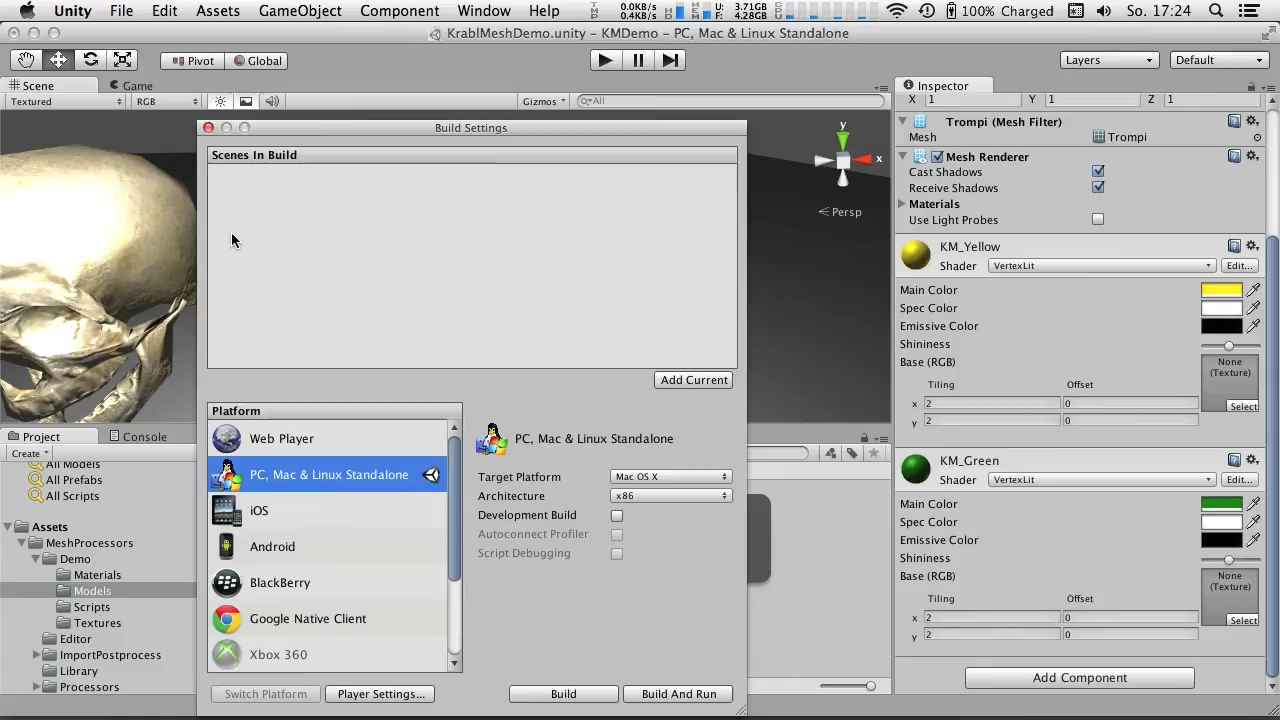 Unity File Edit Assets GameObject Component Window Help 0.0KB/s 0.4KB/s U: 3.71GB F: 4.28GB 100% Charged So. 17:24
KrablMeshDemo.unity – KMDemo – PC, Mac & Linux Standalone
Pivot Global Layers Default
Scene Game Inspector
Textured RGB Gizmos All
X 1 Y 1 Z 1
Build Settings
Scenes In Build
Trompi (Mesh Filter)
Mesh Trompi
Mesh Renderer
Cast Shadows
Receive Shadows
Materials
Use Light Probes
y
x
Persp
KM_Yellow
Shader VertexLit Edit...
Main Color
Spec Color
Emissive Color
Shininess
Base (RGB) None (Texture)
Tiling Offset
x 2 0
y 2 0
Select
Add Current
Platform
Web Player
PC, Mac & Linux Standalone
iOS
Android
BlackBerry
Google Native Client
Xbox 360
PC, Mac & Linux Standalone
Target Platform Mac OS X
Architecture x86
Development Build
Autoconnect Profiler
Script Debugging
Switch Platform Player Settings... Build Build And Run
Project Console
Create
All Models
All Prefabs
All Scripts
Assets
MeshProcessors
Demo
Materials
Models
Scripts
Textures
Editor
ImportPostprocess
Library
Processors
KM_Green
Shader VertexLit Edit...
Main Color
Spec Color
Emissive Color
Shininess
Base (RGB) None (Texture)
Tiling Offset
x 2 0
y 2 0
Select
Add Component